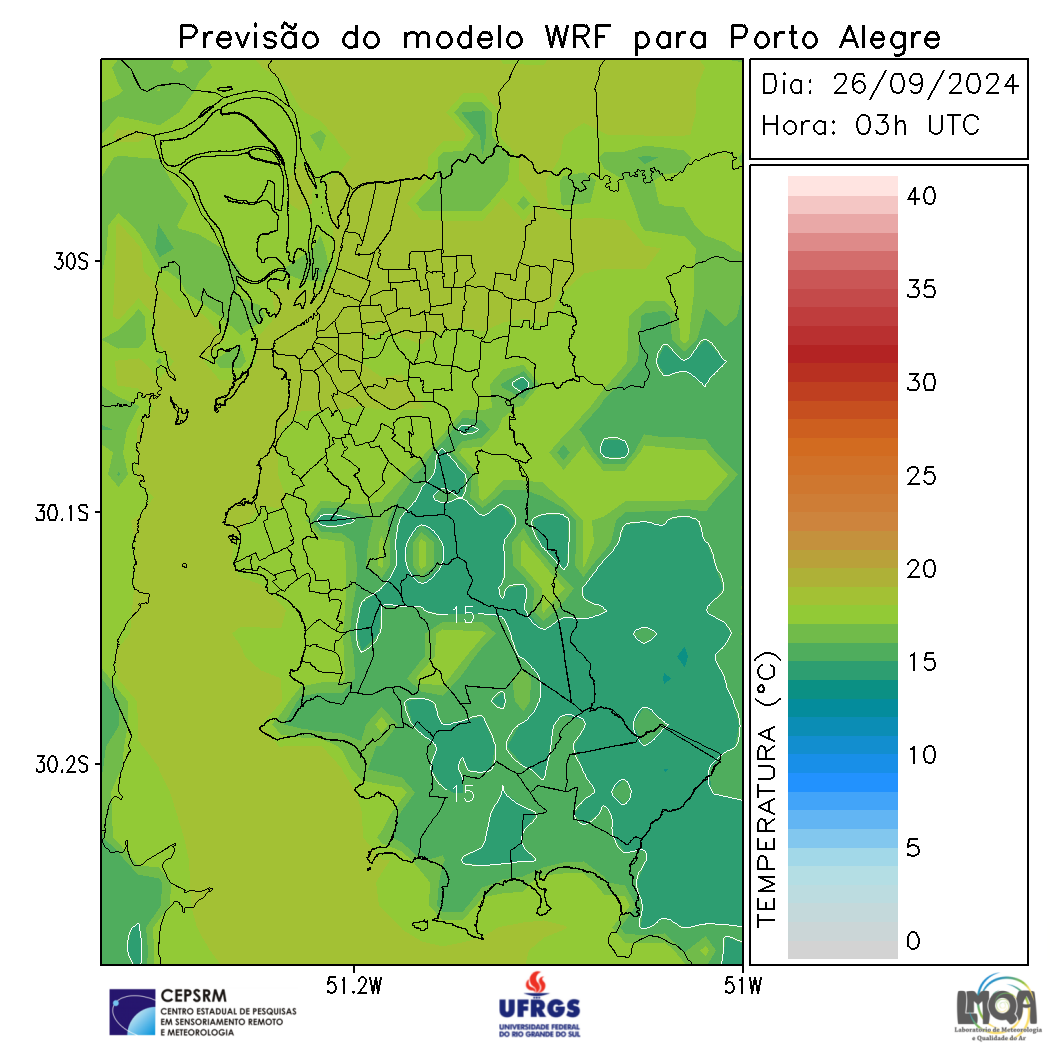 Previsão do modelo WRF para Porto Alegre
Dia: 26/09/2024
Hora: 03h UTC
40
35
30
25
20
15
10
5
0
TEMPERATURA (°C)
30S
30.1S
30.2S
15
15
51.2W
51W
CEPSRM
CENTRO ESTADUAL DE PESQUISAS
EM SENSORIAMENTO REMOTO
E METEOROLOGIA
UFRGS
UNIVERSIDADE FEDERAL
DO RIO GRANDE DO SUL
LMQA
Laboratório de Meteorologia
e Qualidade do Ar